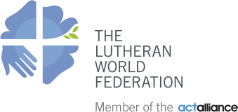 THE
LUTHERAN
WORLD
FEDERATION
Member of the actalliance